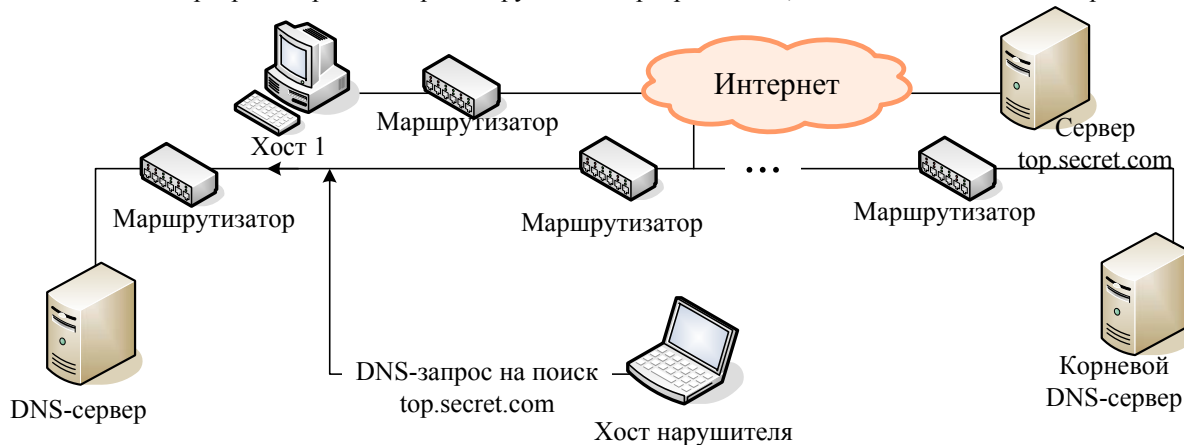 Интернет
Маршрутизатор
Хост 1
Сервер
top.secret.com
Маршрутизатор
Маршрутизатор
Маршрутизатор
DNS-запрос на поиск
top.secret.com
Корневой
DNS-сервер
DNS-сервер
Хост нарушителя